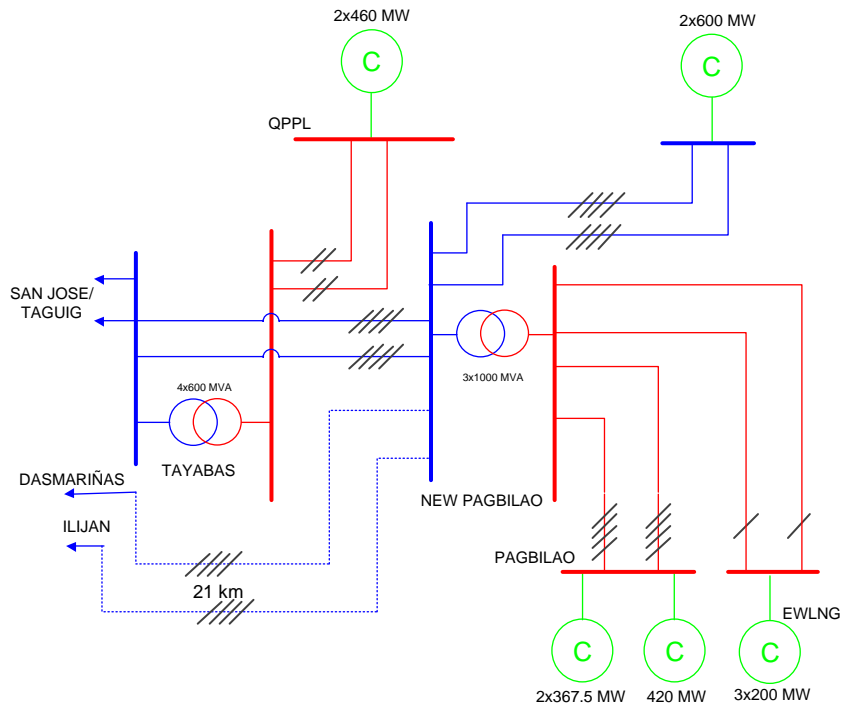 2x460 MW
2x600 MW
C
C
QPPL
SAN JOSE/
TAGUIG
4x600 MVA
3x1000 MVA
TAYABAS
DASMARIÑAS
NEW PAGBILAO
ILIJAN
PAGBILAO
21 km
EWLNG
C
C
C
2x367.5 MW
420 MW
3x200 MW